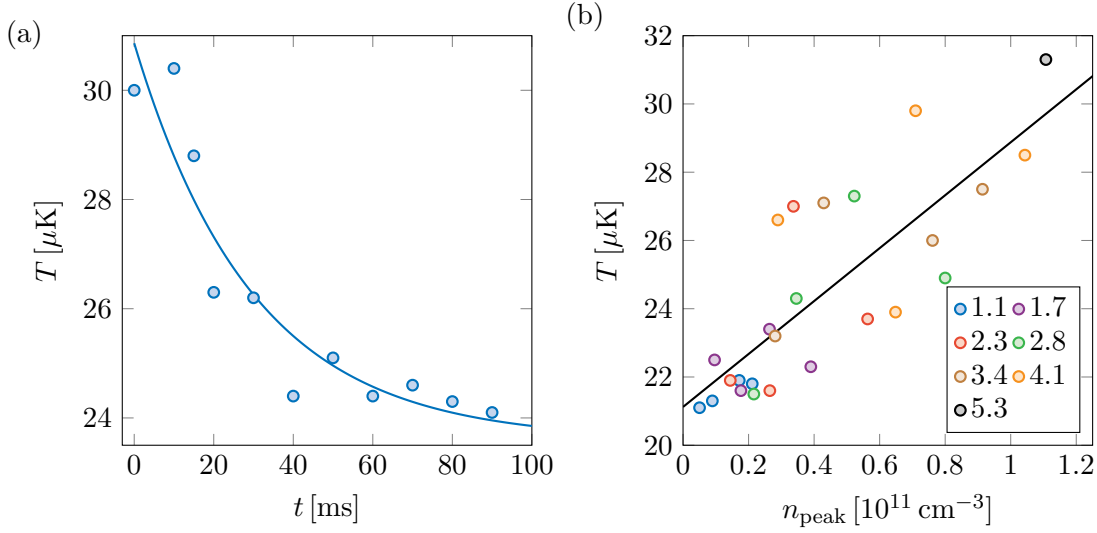 (a)
30
28
26
24
T [μK]
0 20 40 60 80 100
t [ms]
(b)
32
30
28
26
24
22
20
T [μK]
0 0.2 0.4 0.6 0.8 1 1.2
n_peak [10^11 cm^−3]
1.1 1.7
2.3 2.8
3.4 4.1
5.3